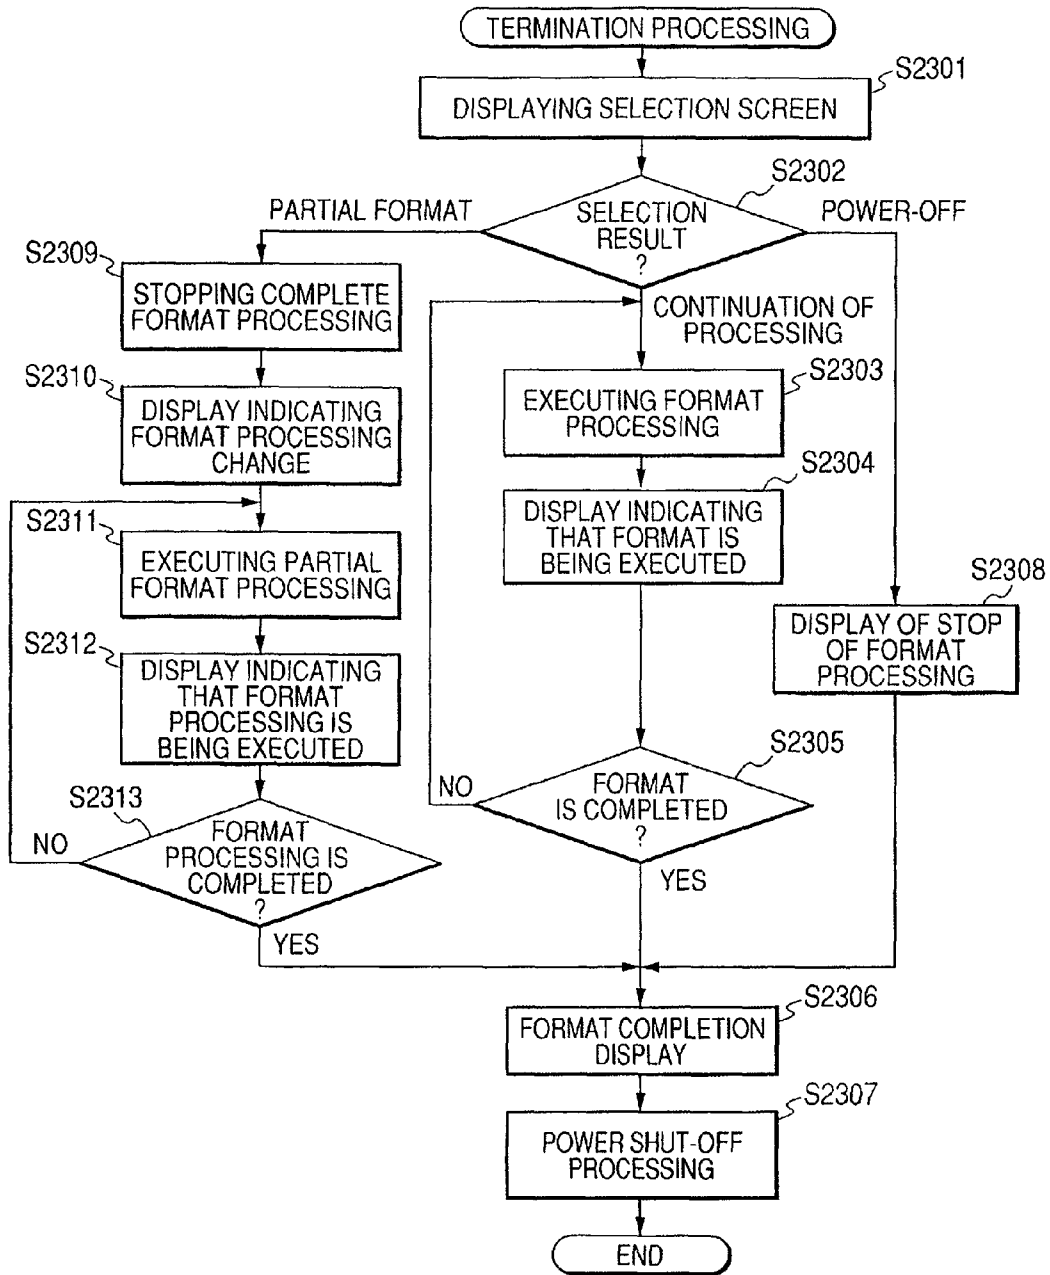 TERMINATION PROCESSING
S2301
DISPLAYING SELECTION SCREEN
S2302
PARTIAL FORMAT
SELECTION
RESULT
?
POWER-OFF
S2309
STOPPING COMPLETE
FORMAT PROCESSING
CONTINUATION OF
PROCESSING
S2310
DISPLAY INDICATING
FORMAT PROCESSING
CHANGE
S2303
EXECUTING FORMAT
PROCESSING
S2304
DISPLAY INDICATING
THAT FORMAT IS
BEING EXECUTED
S2311
EXECUTING PARTIAL
FORMAT PROCESSING
S2308
DISPLAY OF STOP
OF FORMAT
PROCESSING
S2312
DISPLAY INDICATING
THAT FORMAT
PROCESSING IS
BEING EXECUTED
S2305
NO
FORMAT
IS COMPLETED
?
YES
S2313
NO
FORMAT
PROCESSING IS
COMPLETED
?
YES
S2306
FORMAT COMPLETION
DISPLAY
S2307
POWER SHUT-OFF
PROCESSING
END